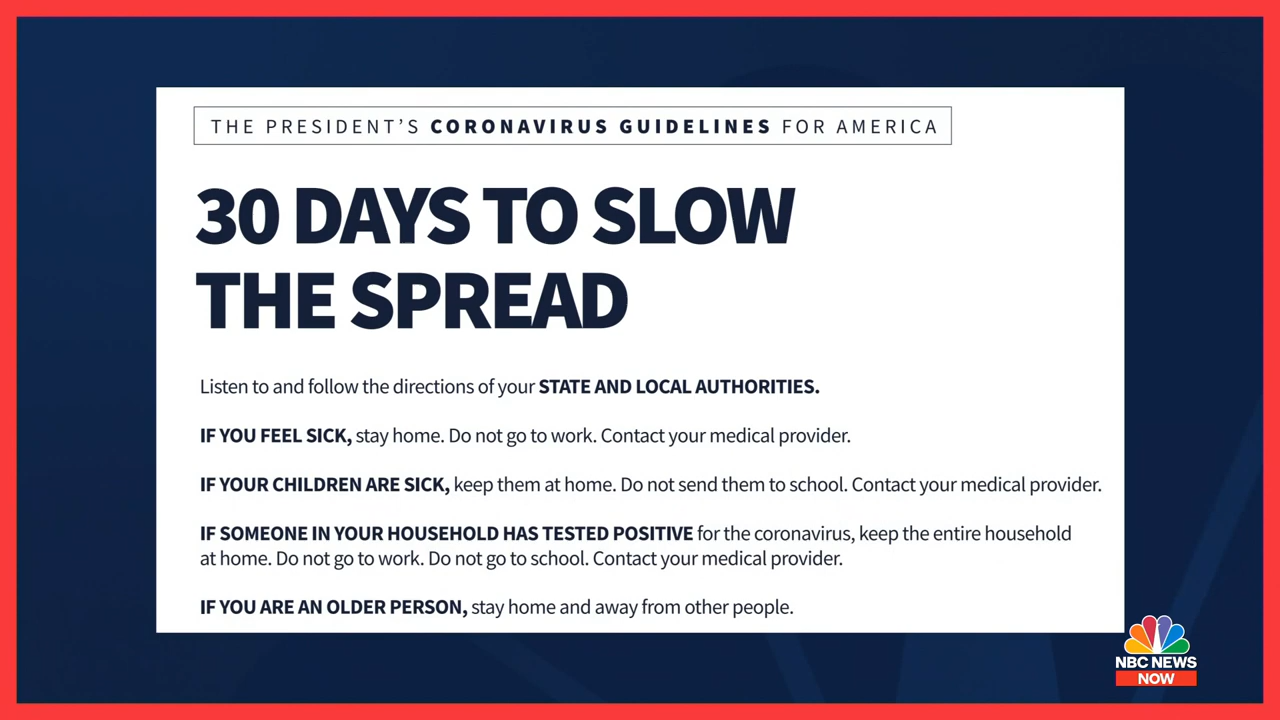 THE PRESIDENT'S CORONAVIRUS GUIDELINES FOR AMERICA
30 DAYS TO SLOW
THE SPREAD
Listen to and follow the directions of your STATE AND LOCAL AUTHORITIES.
IF YOU FEEL SICK, stay home. Do not go to work. Contact your medical provider.
IF YOUR CHILDREN ARE SICK, keep them at home. Do not send them to school. Contact your medical provider.
IF SOMEONE IN YOUR HOUSEHOLD HAS TESTED POSITIVE for the coronavirus, keep the entire household
at home. Do not go to work. Do not go to school. Contact your medical provider.
IF YOU ARE AN OLDER PERSON, stay home and away from other people.
NBC NEWS
NOW